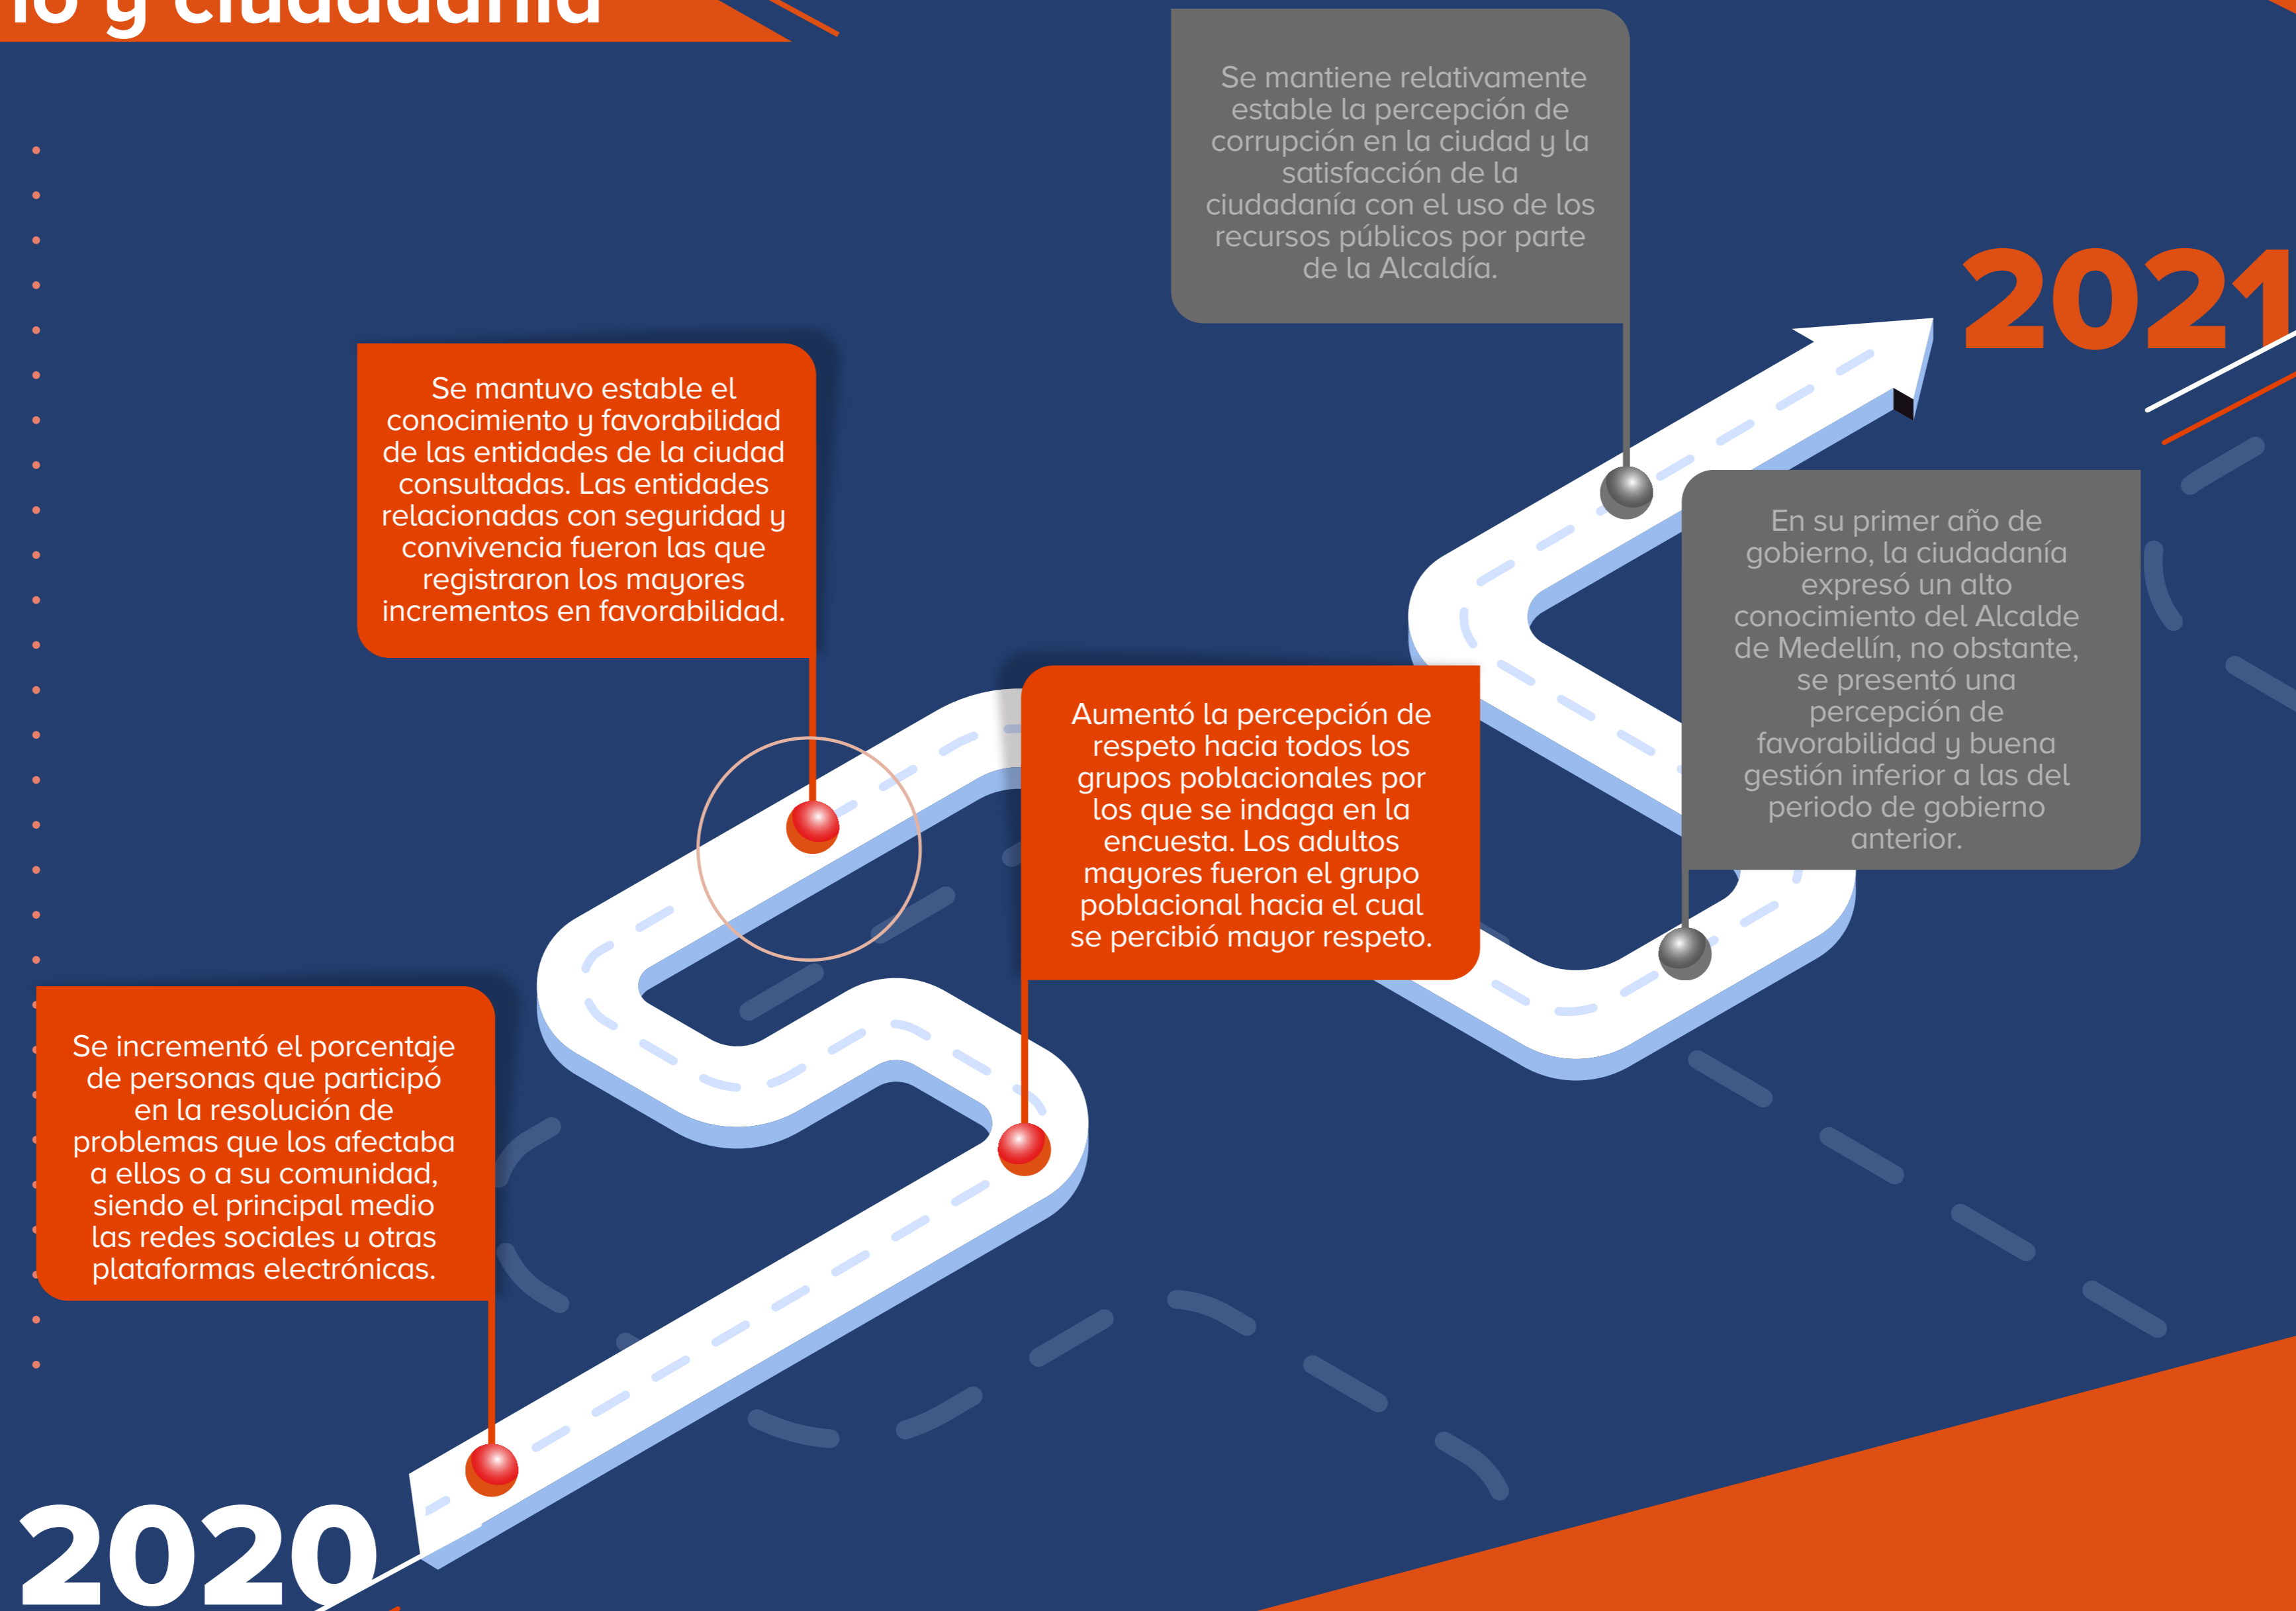 y ciudadanía
Se mantiene relativamente
estable la percepción de
corrupción en la ciudad y la
satisfacción de la
ciudadanía con el uso de los
recursos públicos por parte
de la Alcaldía.
2021
Se mantuvo estable el
conocimiento y favorabilidad
de las entidades de la ciudad
consultadas. Las entidades
relacionadas con seguridad y
convivencia fueron las que
registraron los mayores
incrementos en favorabilidad.
En su primer año de
gobierno, la ciudadanía
expresó un alto
conocimiento del Alcalde
de Medellín, no obstante,
se presentó una
percepción de
favorabilidad y buena
gestión inferior a las del
periodo de gobierno
anterior.
Aumentó la percepción de
respeto hacia todos los
grupos poblacionales por
los que se indaga en la
encuesta. Los adultos
mayores fueron el grupo
poblacional hacia el cual
se percibió mayor respeto.
Se incrementó el porcentaje
de personas que participó
en la resolución de
problemas que los afectaba
a ellos o a su comunidad,
siendo el principal medio
las redes sociales u otras
plataformas electrónicas.
2020